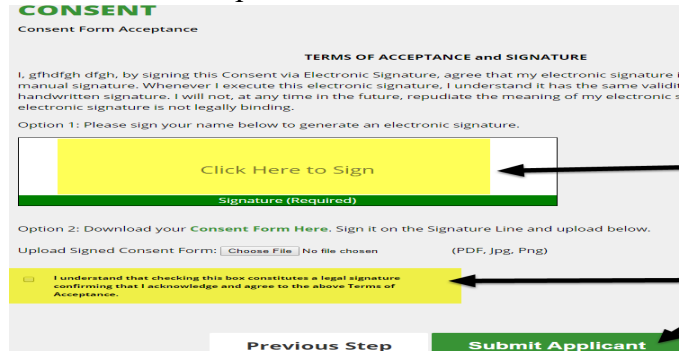 CONSENT
Consent Form Acceptance
TERMS OF ACCEPTANCE and SIGNATURE
I, gfhdfgh dfgh, by signing this Consent via Electronic Signature, agree that my electronic signature i
manual signature. Whenever I execute this electronic signature, I understand it has the same validit
handwritten signature. I will not, at any time in the future, repudiate the meaning of my electronic s
electronic signature is not legally binding.
Option 1: Please sign your name below to generate an electronic signature.
Click Here to Sign
Signature (Required)
Option 2: Download your Consent Form Here. Sign it on the Signature Line and upload below.
Upload Signed Consent Form: Choose File No file chosen (PDF, Jpg, Png)
I understand that checking this box constitutes a legal signature
confirming that I acknowledge and agree to the above Terms of
Acceptance.
Previous Step Submit Applicant